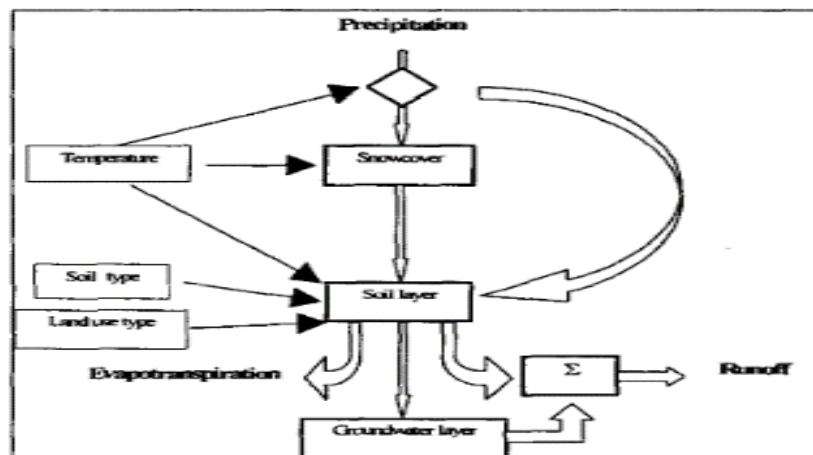 Precipitation
Temperature
Snowcover
Soil type
Soil layer
Land use type
Evapotranspiration
Σ
Runoff
Groundwater layer